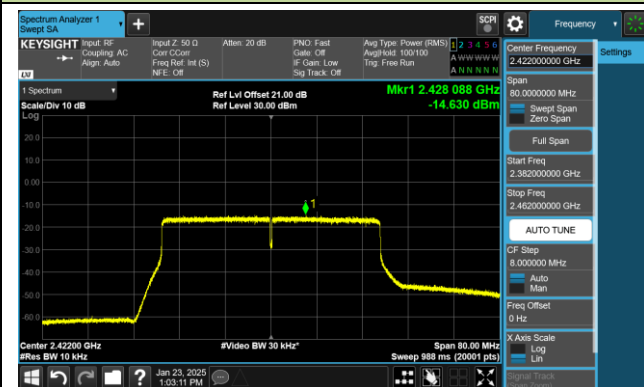 Spectrum Analyzer 1
Swept SA
+
SCPI
Frequency
KEYSIGHT
Input: RF
Coupling: AC
Align: Auto
Input Z: 50 Ω
Corr CCorr
Freq Ref: Int (S)
NFE: Off
Atten: 20 dB
PNO: Fast
Gate: Off
IF Gain: Low
Sig Track: Off
Avg Type: Power (RMS)
Avg|Hold: 100/100
Trig: Free Run
1 2 3 4 5 6
A W W W W W
A N N N N N
LXI
Center Frequency
2.422000000 GHz
Settings
Span
80.0000000 MHz
Swept Span
Zero Span
Full Span
Start Freq
2.382000000 GHz
Stop Freq
2.462000000 GHz
AUTO TUNE
CF Step
8.000000 MHz
Auto
Man
Freq Offset
0 Hz
X Axis Scale
Log
Lin
Signal Track
(Span Zoom)
1 Spectrum
Scale/Div 10 dB
Ref Lvl Offset 21.00 dB
Ref Level 30.00 dBm
Mkr1 2.428 088 GHz
-14.630 dBm
Log
20.0
10.0
0.00
-10.0
-20.0
-30.0
-40.0
-50.0
-60.0
1
Center 2.42200 GHz
#Res BW 10 kHz
#Video BW 30 kHz*
Span 80.00 MHz
Sweep 988 ms (20001 pts)
?
Jan 23, 2025
1:03:11 PM